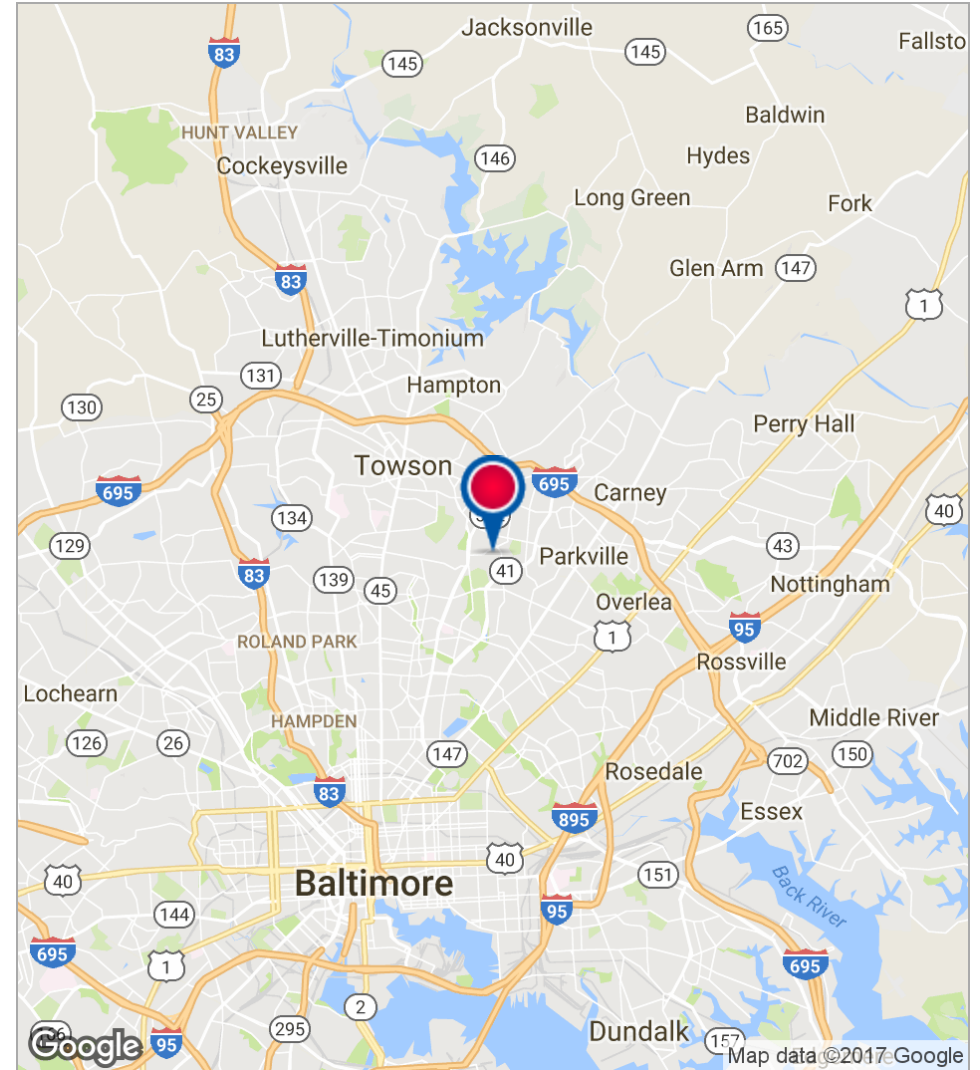 Jacksonville
165
83
145
145
Fallsto
Baldwin
HUNT VALLEY
Cockeysville
146
Hydes
Long Green
Fork
Glen Arm
147
83
1
Lutherville-Timonium
131
Hampton
25
130
Perry Hall
Towson
695
695
Carney
40
134
129
43
Parkville
41
83
139
45
Nottingham
Overlea
1
95
ROLAND PARK
Rossville
Lochearn
HAMPDEN
Middle River
126
26
147
702
150
Rosedale
83
Essex
895
40
40
Baltimore
151
Back River
144
95
695
1
695
2
295
Dundalk
157
95
Google
Map data ©2017 Google